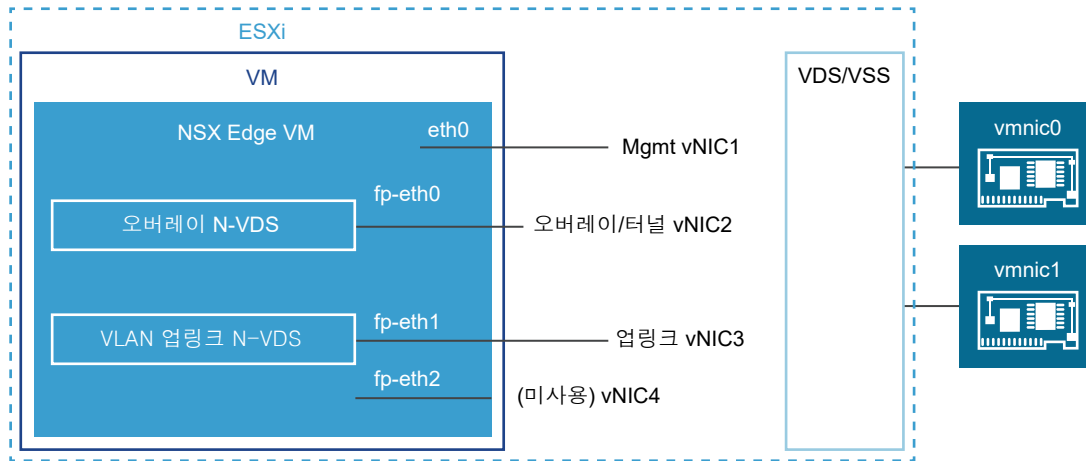 ESXi
VM
VDS/VSS
NSX Edge VM
eth0
Mgmt vNIC1
vmnic0
fp-eth0
오버레이 N-VDS
오버레이/터널 vNIC2
vmnic1
fp-eth1
VLAN 업링크 N-VDS
업링크 vNIC3
fp-eth2
(미사용) vNIC4